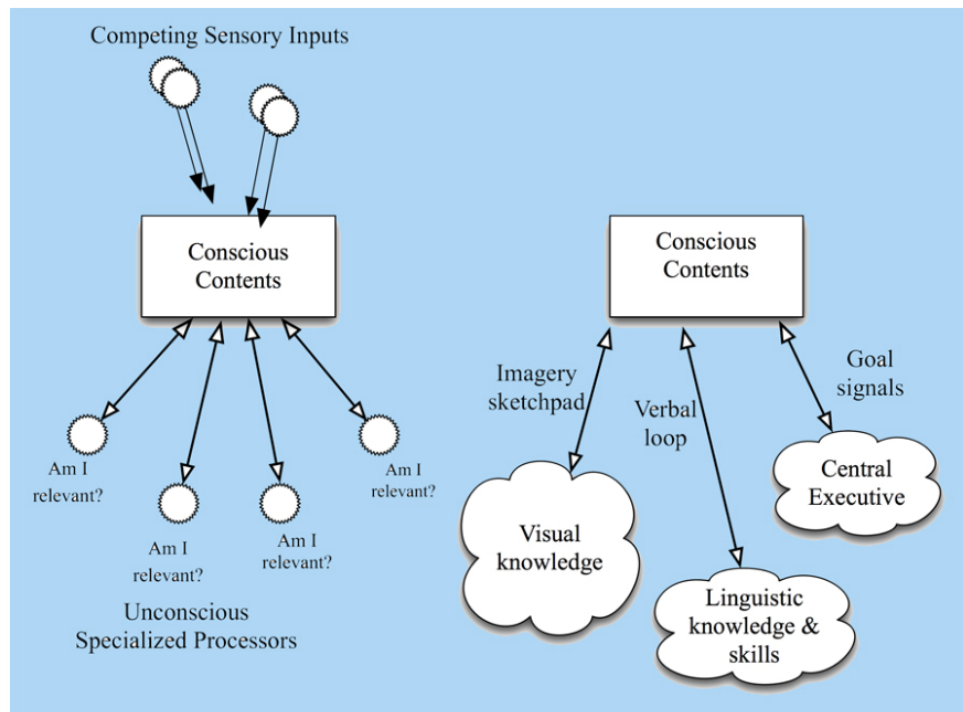 Competing Sensory Inputs
Conscious
Contents
Am I
relevant?
Am I
relevant?
Am I
relevant?
Am I
relevant?
Unconscious
Specialized Processors
Conscious
Contents
Imagery
sketchpad
Verbal
loop
Goal
signals
Visual
knowledge
Linguistic
knowledge &
skills
Central
Executive